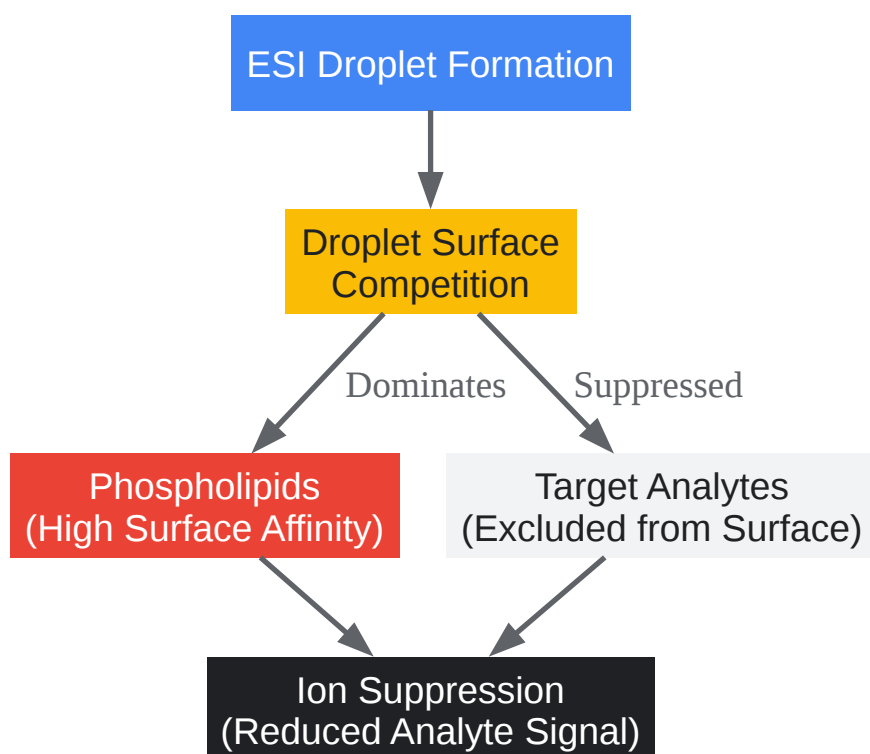 ESI Droplet Formation
Droplet Surface
Competition
Dominates
Suppressed
Phospholipids
(High Surface Affinity)
Target Analytes
(Excluded from Surface)
Ion Suppression
(Reduced Analyte Signal)